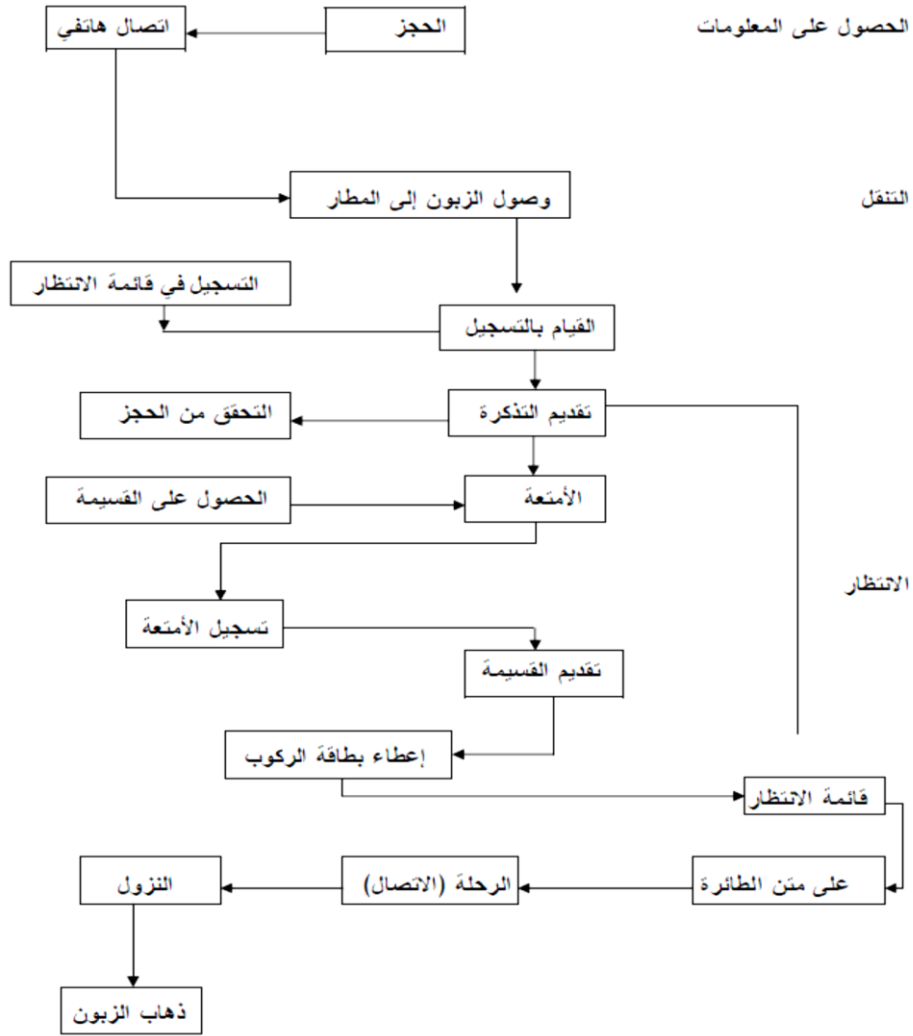 الحصول على المعلومات
الحجز
اتصال هاتفي
التنقل
وصول الزبون إلى المطار
التسجيل في قائمة الانتظار
القيام بالتسجيل
تقديم التذكرة
التحقق من الحجز
الأمتعة
الحصول على القسيمة
الانتظار
تسجيل الأمتعة
تقديم القسيمة
إعطاء بطاقة الركوب
قائمة الانتظار
على متن الطائرة
الرحلة (الاتصال)
النزول
ذهاب الزبون